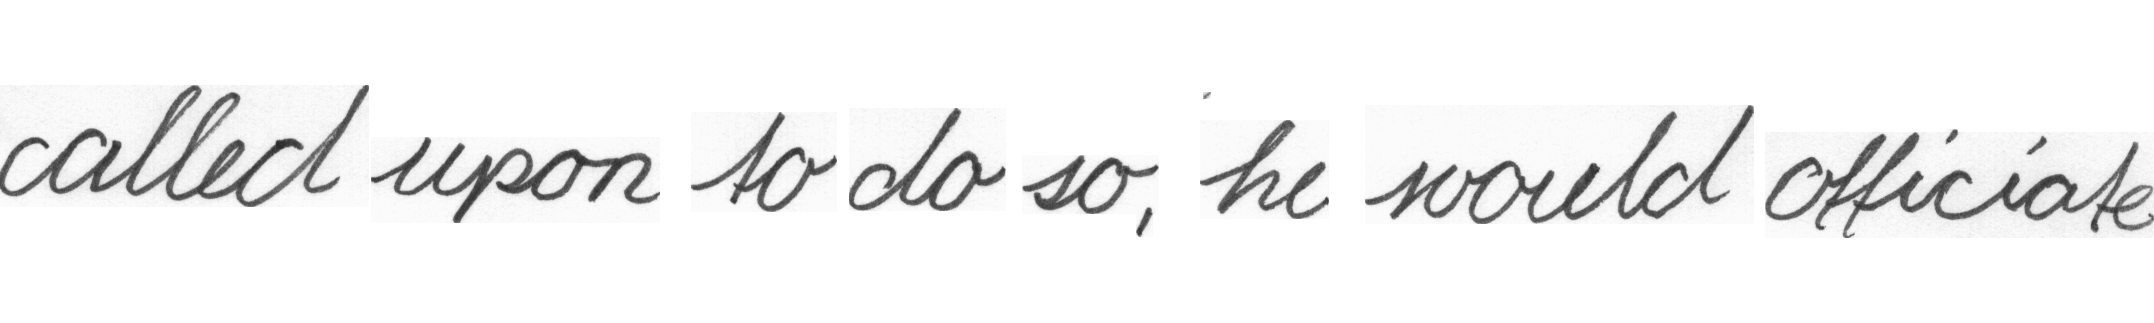 called upon to do so, he would officiate